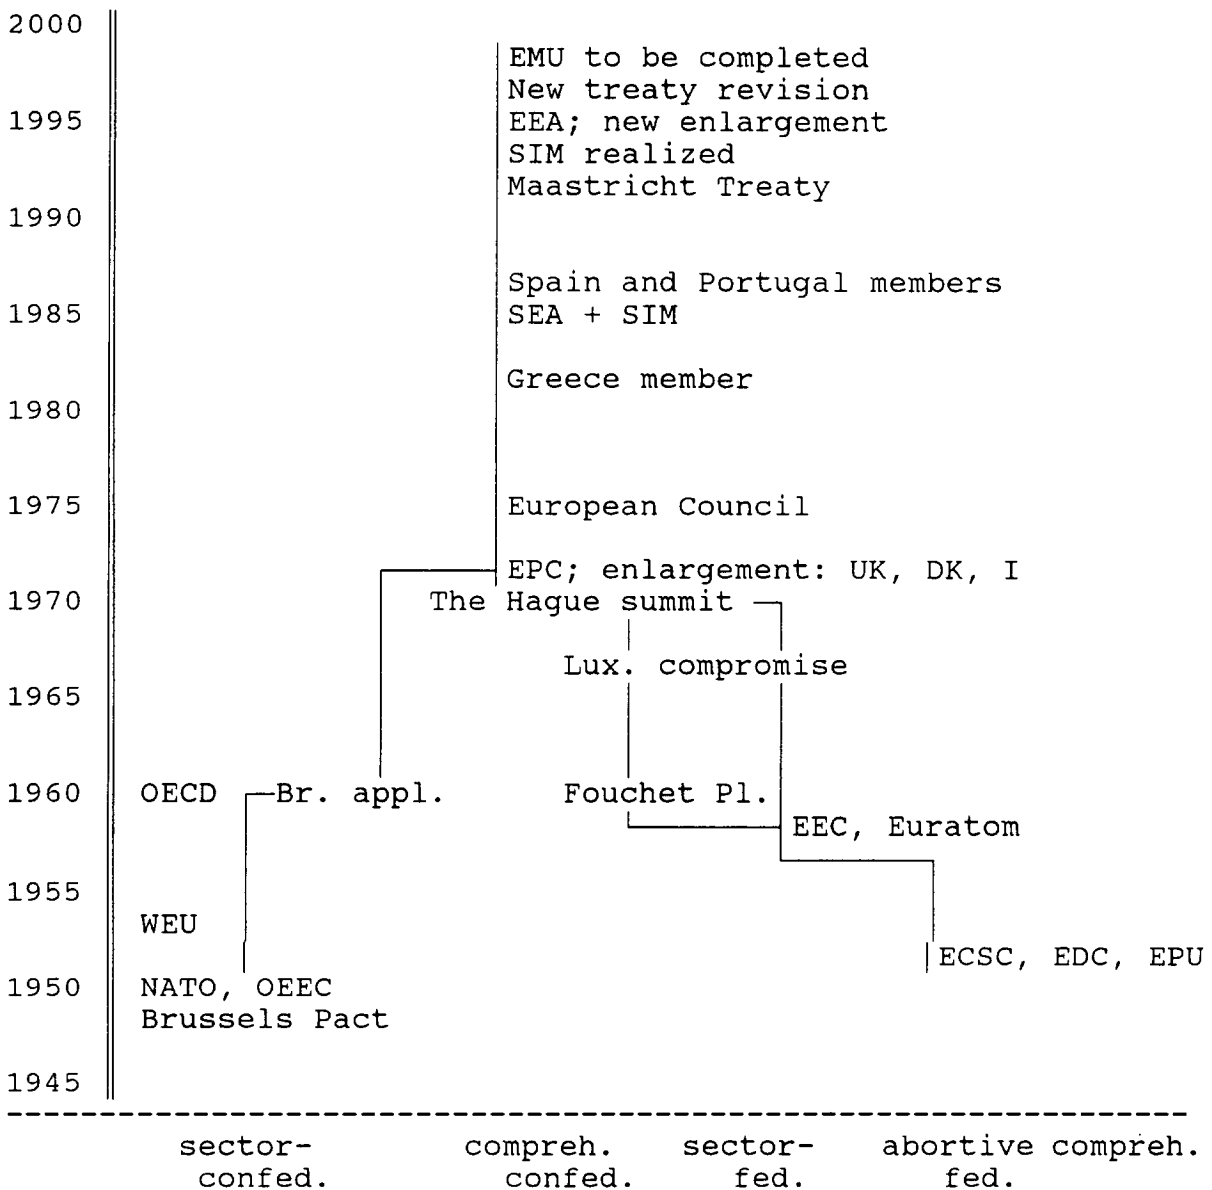 2000
EMU to be completed
New treaty revision
1995 EEA; new enlargement
SIM realized
Maastricht Treaty
1990
Spain and Portugal members
1985 SEA + SIM
Greece member
1980
1975 European Council
EPC; enlargement: UK, DK, I
1970 The Hague summit
Lux. compromise
1965
1960 OECD Br. appl. Fouchet Pl.
EEC, Euratom
1955
WEU
ECSC, EDC, EPU
1950 NATO, OEEC
Brussels Pact
1945
sector- compreh. sector- abortive compreh.
confed. confed. fed. fed.